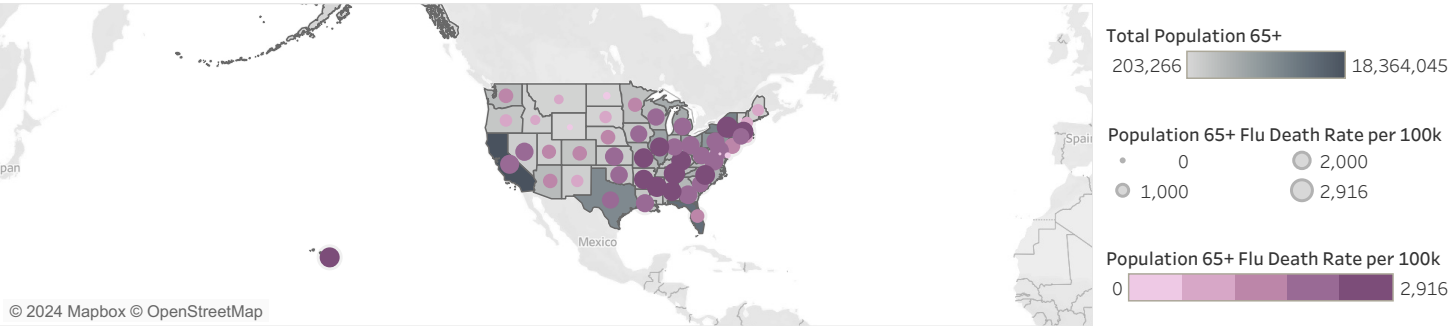 pan
Mexico
Spain
© 2024 Mapbox © OpenStreetMap
Total Population 65+
203,266 18,364,045
Population 65+ Flu Death Rate per 100k
0 2,000
1,000 2,916
Population 65+ Flu Death Rate per 100k
0 2,916